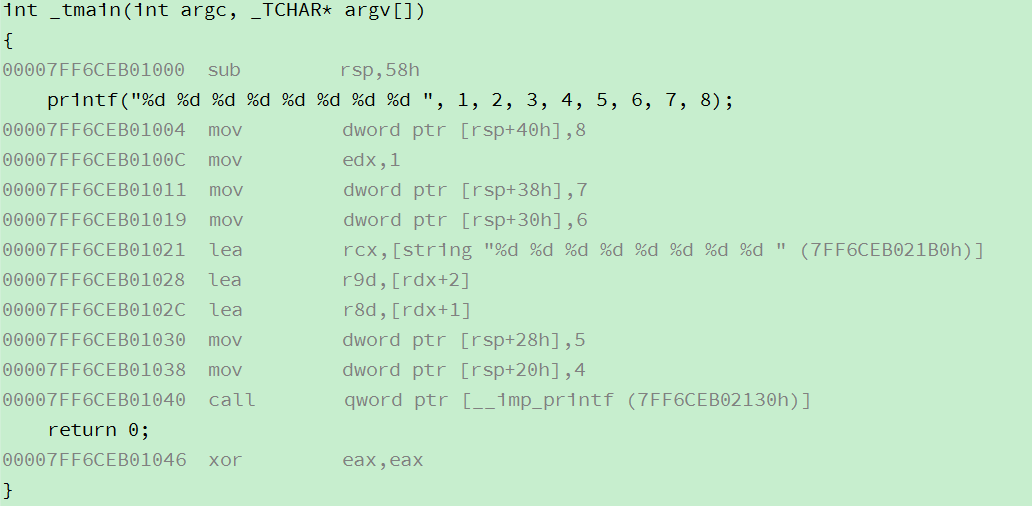 int _tmain(int argc, _TCHAR* argv[])
{
00007FF6CEB01000 sub rsp,58h
printf("%d %d %d %d %d %d %d %d ", 1, 2, 3, 4, 5, 6, 7, 8);
00007FF6CEB01004 mov dword ptr [rsp+40h],8
00007FF6CEB0100C mov edx,1
00007FF6CEB01011 mov dword ptr [rsp+38h],7
00007FF6CEB01019 mov dword ptr [rsp+30h],6
00007FF6CEB01021 lea rcx,[string "%d %d %d %d %d %d %d %d " (7FF6CEB021B0h)]
00007FF6CEB01028 lea r9d,[rdx+2]
00007FF6CEB0102C lea r8d,[rdx+1]
00007FF6CEB01030 mov dword ptr [rsp+28h],5
00007FF6CEB01038 mov dword ptr [rsp+20h],4
00007FF6CEB01040 call qword ptr [__imp_printf (7FF6CEB02130h)]
return 0;
00007FF6CEB01046 xor eax,eax
}